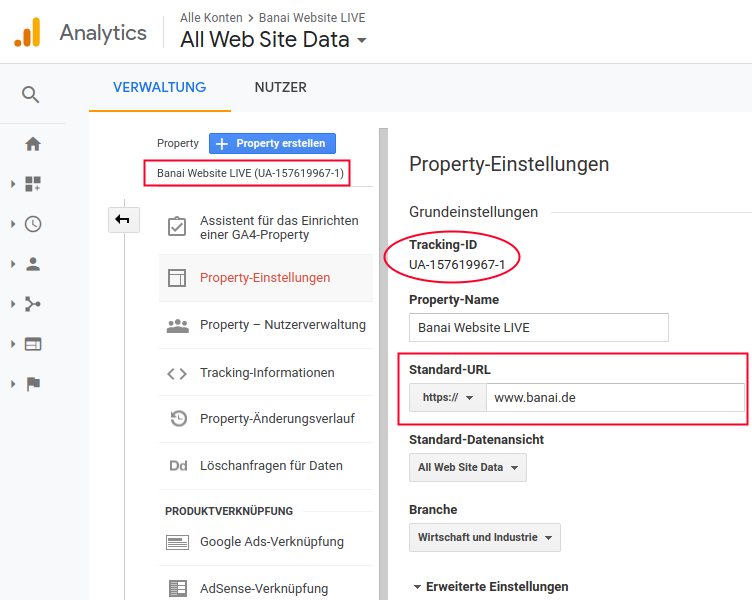 Analytics
Alle Konten > Banai Website LIVE
All Web Site Data
VERWALTUNG
NUTZER
Property
Property erstellen
Banai Website LIVE (UA-157619967-1)
Assistent für das Einrichten
einer GA4-Property
Property-Einstellungen
Property – Nutzerverwaltung
Tracking-Informationen
Property-Änderungsverlauf
Dd Löschanfragen für Daten
PRODUKTVERKNÜPFUNG
Google Ads-Verknüpfung
AdSense-Verknüpfung
Property-Einstellungen
Grundeinstellungen
Tracking-ID
UA-157619967-1
Property-Name
Banai Website LIVE
Standard-URL
https:// www.banai.de
Standard-Datenansicht
All Web Site Data
Branche
Wirtschaft und Industrie
Erweiterte Einstellungen